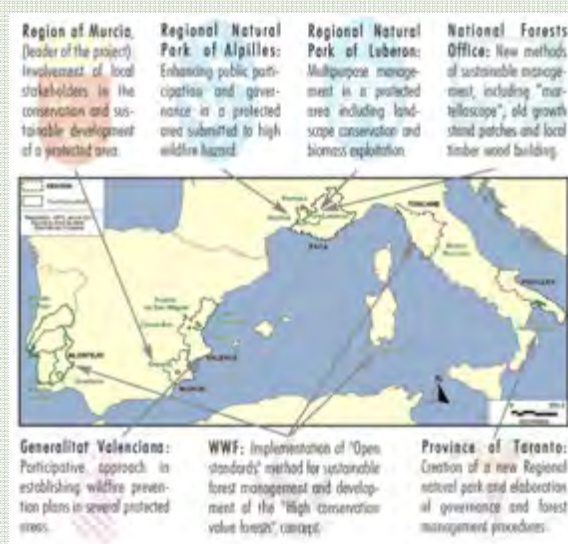 Region of Murcia,
(leader of the project)
Involvement of local
stakeholders in the
conservation and sus-
tainable development
of a protected area.
Regional Natural
Park of Alpilles:
Enhancing public parti-
cipation and gover-
nance in a protected
area submitted to high
wildfire hazard.
Regional Natural
Park of Luberon:
Multipurpose manage-
ment in a protected
area including land-
scape conservation and
biomass exploitation.
National Forests
Office: New methods
of sustainable manage-
ment, including "mar-
telloscope", old growth
stand patches and local
timber wood building.
TOSCANE
PACA
ALENTEJO
VALENCE
MURCIE
N
Generalitat Valenciana:
Participative approach in
establishing wildfire preven-
tion plans in several protected
areas.
WWF: Implementation of "Open
standards" method for sustainable
forest management and develop-
ment of the "High conservation
value forests" concept.
Province of Taranto:
Creation of a new Regional
natural park and elaboration
of governance and forest
management procedures.